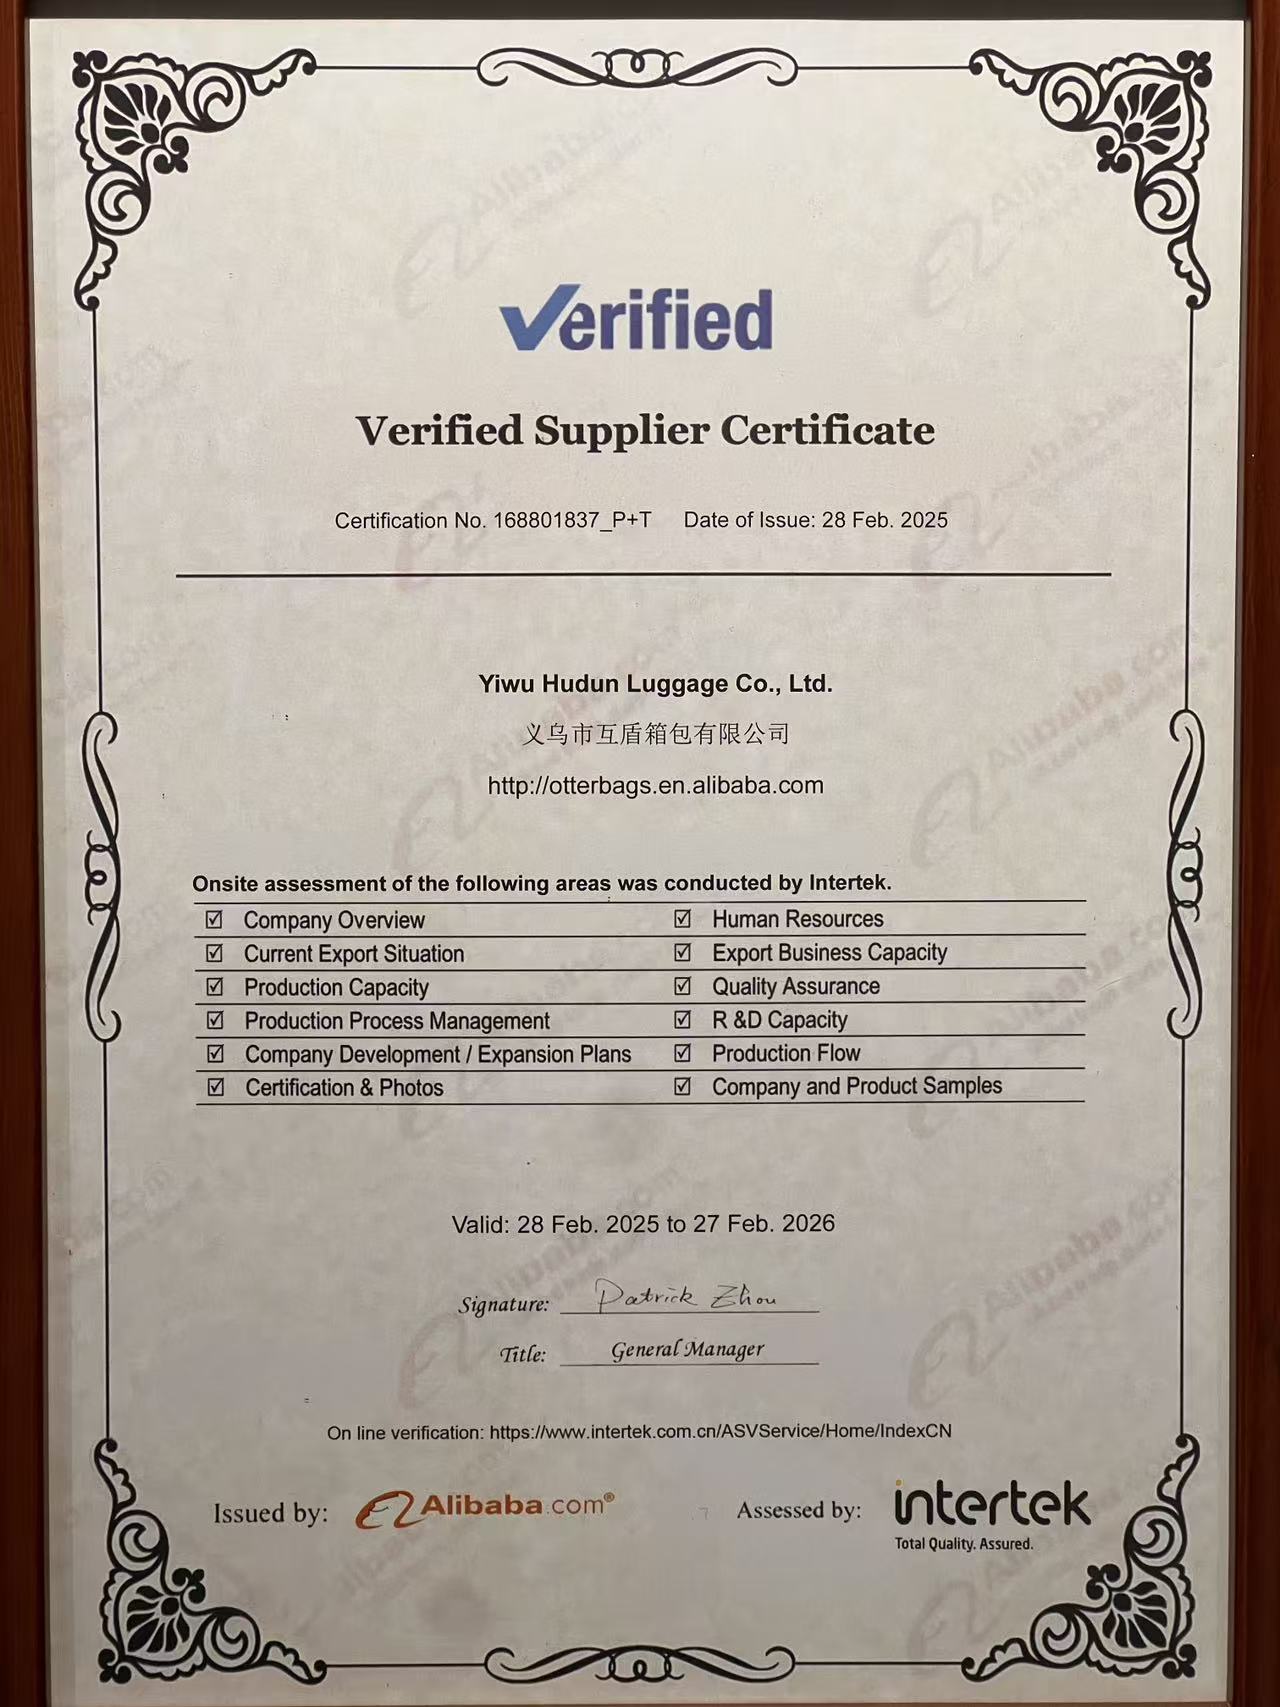 Verified
Verified Supplier Certificate
Certification No. 168801837_P+T Date of Issue: 28 Feb. 2025
Yiwu Hudun Luggage Co., Ltd.
义乌市互盾箱包有限公司
http://otterbags.en.alibaba.com
Onsite assessment of the following areas was conducted by Intertek.
☑ Company Overview ☑ Human Resources
☑ Current Export Situation ☑ Export Business Capacity
☑ Production Capacity ☑ Quality Assurance
☑ Production Process Management ☑ R &D Capacity
☑ Company Development / Expansion Plans ☑ Production Flow
☑ Certification & Photos ☑ Company and Product Samples
Valid: 28 Feb. 2025 to 27 Feb. 2026
Signature: Patrick Zhou
Title: General Manager
On line verification: https://www.intertek.com.cn/ASVService/Home/IndexCN
Issued by: Alibaba.com® Assessed by: intertek
Total Quality. Assured.